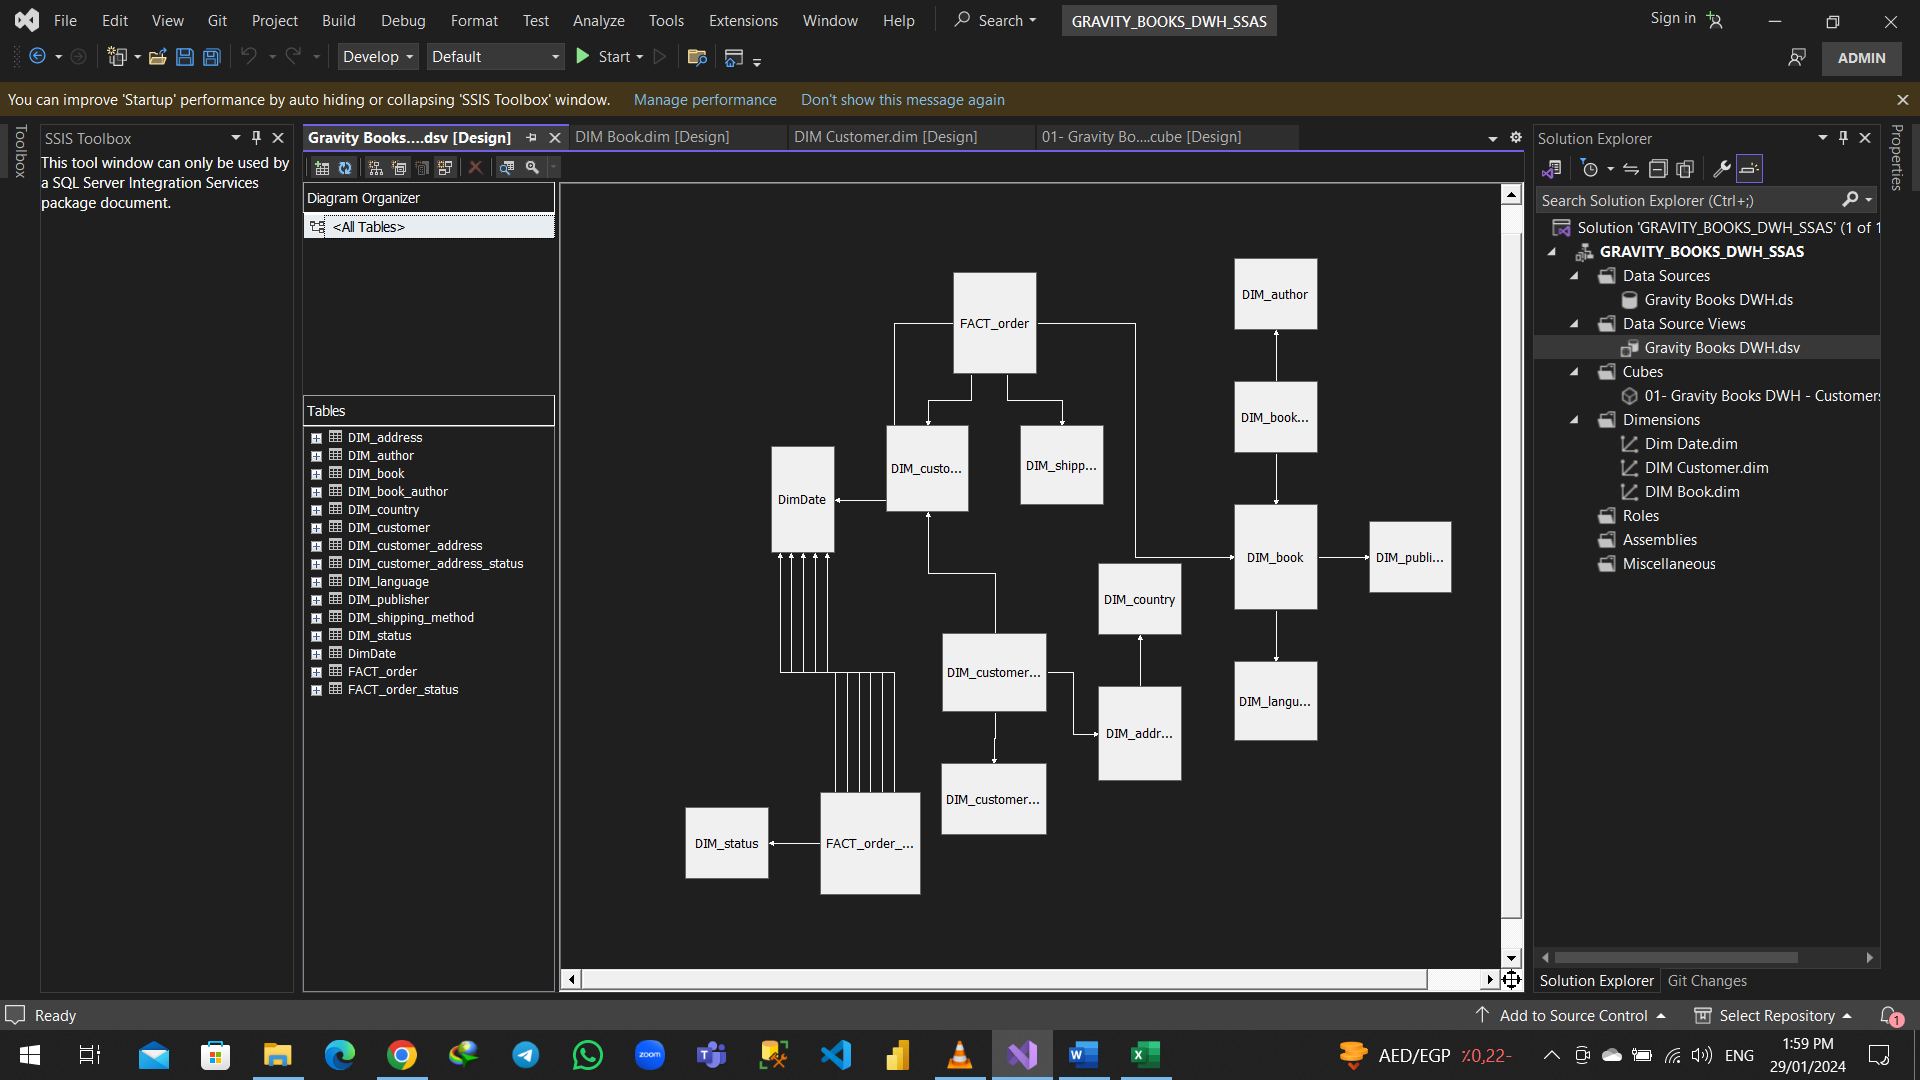 File Edit View Git Project Build Debug Format Test Analyze Tools Extensions Window Help Search GRAVITY_BOOKS_DWH_SSAS Sign in
Develop Default Start ADMIN
You can improve 'Startup' performance by auto hiding or collapsing 'SSIS Toolbox' window. Manage performance Don't show this message again
Toolbox
SSIS Toolbox
This tool window can only be used by
a SQL Server Integration Services
package document.
Gravity Books....dsv [Design] DIM Book.dim [Design] DIM Customer.dim [Design] 01- Gravity Bo....cube [Design]
Diagram Organizer
<All Tables>
Tables
DIM_address
DIM_author
DIM_book
DIM_book_author
DIM_country
DIM_customer
DIM_customer_address
DIM_customer_address_status
DIM_language
DIM_publisher
DIM_shipping_method
DIM_status
DimDate
FACT_order
FACT_order_status
DIM_author
FACT_order
DIM_book...
DIM_custo...
DIM_shipp...
DimDate
DIM_book
DIM_publi...
DIM_country
DIM_customer...
DIM_langu...
DIM_addr...
DIM_customer...
DIM_status
FACT_order_...
Solution Explorer
Search Solution Explorer (Ctrl+;)
Solution 'GRAVITY_BOOKS_DWH_SSAS' (1 of 1
GRAVITY_BOOKS_DWH_SSAS
Data Sources
Gravity Books DWH.ds
Data Source Views
Gravity Books DWH.dsv
Cubes
01- Gravity Books DWH - Customers
Dimensions
Dim Date.dim
DIM Customer.dim
DIM Book.dim
Roles
Assemblies
Miscellaneous
Solution Explorer Git Changes
Properties
Ready Add to Source Control Select Repository 1
zoom
AED/EGP ٪0,22- ENG 1:59 PM
29/01/2024